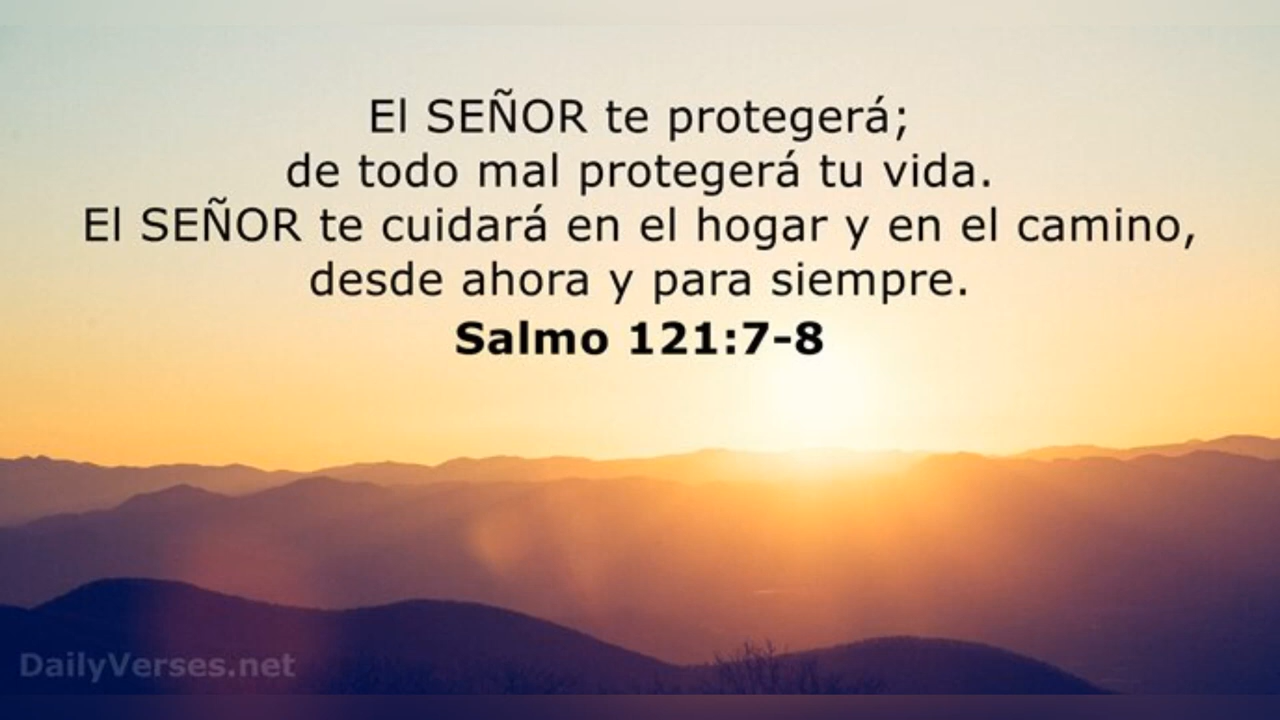 El SEÑOR te protegerá;
de todo mal protegerá tu vida.
El SEÑOR te cuidará en el hogar y en el camino,
desde ahora y para siempre.
Salmo 121:7-8
DailyVerses.net